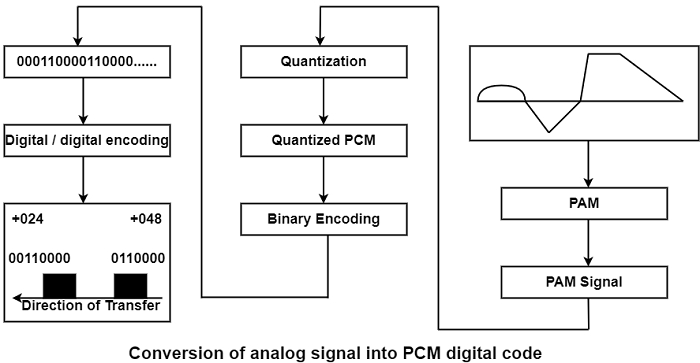 000110000110000......
Digital / digital encoding
+024 +048
00110000 0110000
Direction of Transfer
Quantization
Quantized PCM
Binary Encoding
PAM
PAM Signal
Conversion of analog signal into PCM digital code